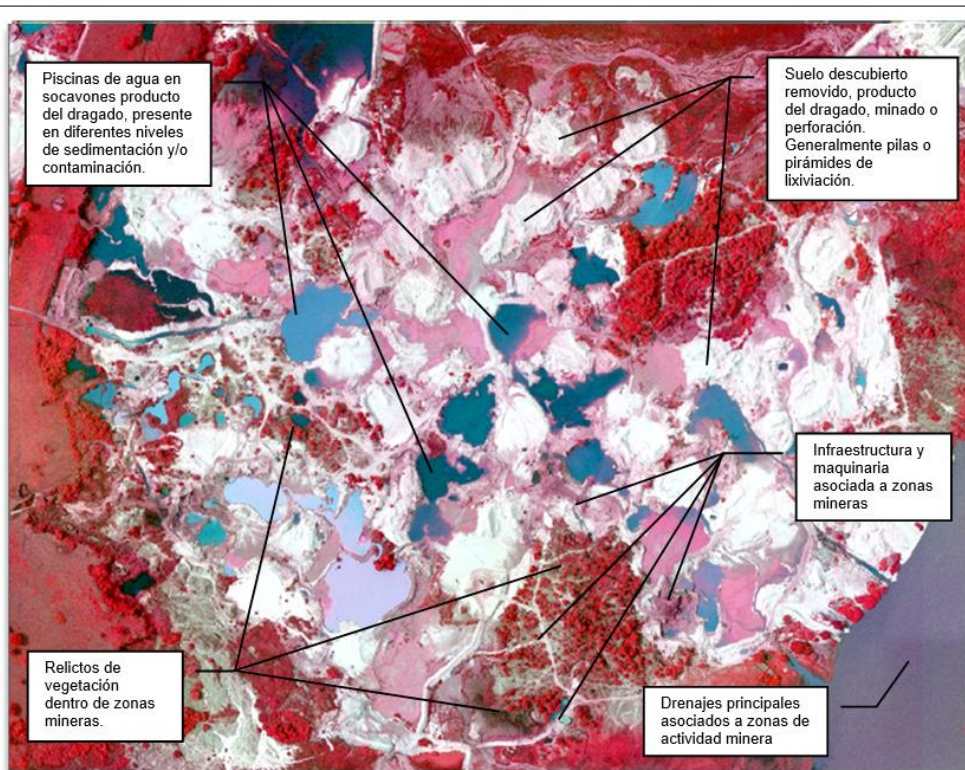 Piscinas de agua en
socavones producto
del dragado, presente
en diferentes niveles
de sedimentación y/o
contaminación.
Suelo descubierto
removido, producto
del dragado, minado o
perforación.
Generalmente pilas o
pirámides de
lixiviación.
Infraestructura y
maquinaria
asociada a zonas
mineras
Relictos de
vegetación
dentro de zonas
mineras.
Drenajes principales
asociados a zonas de
actividad minera